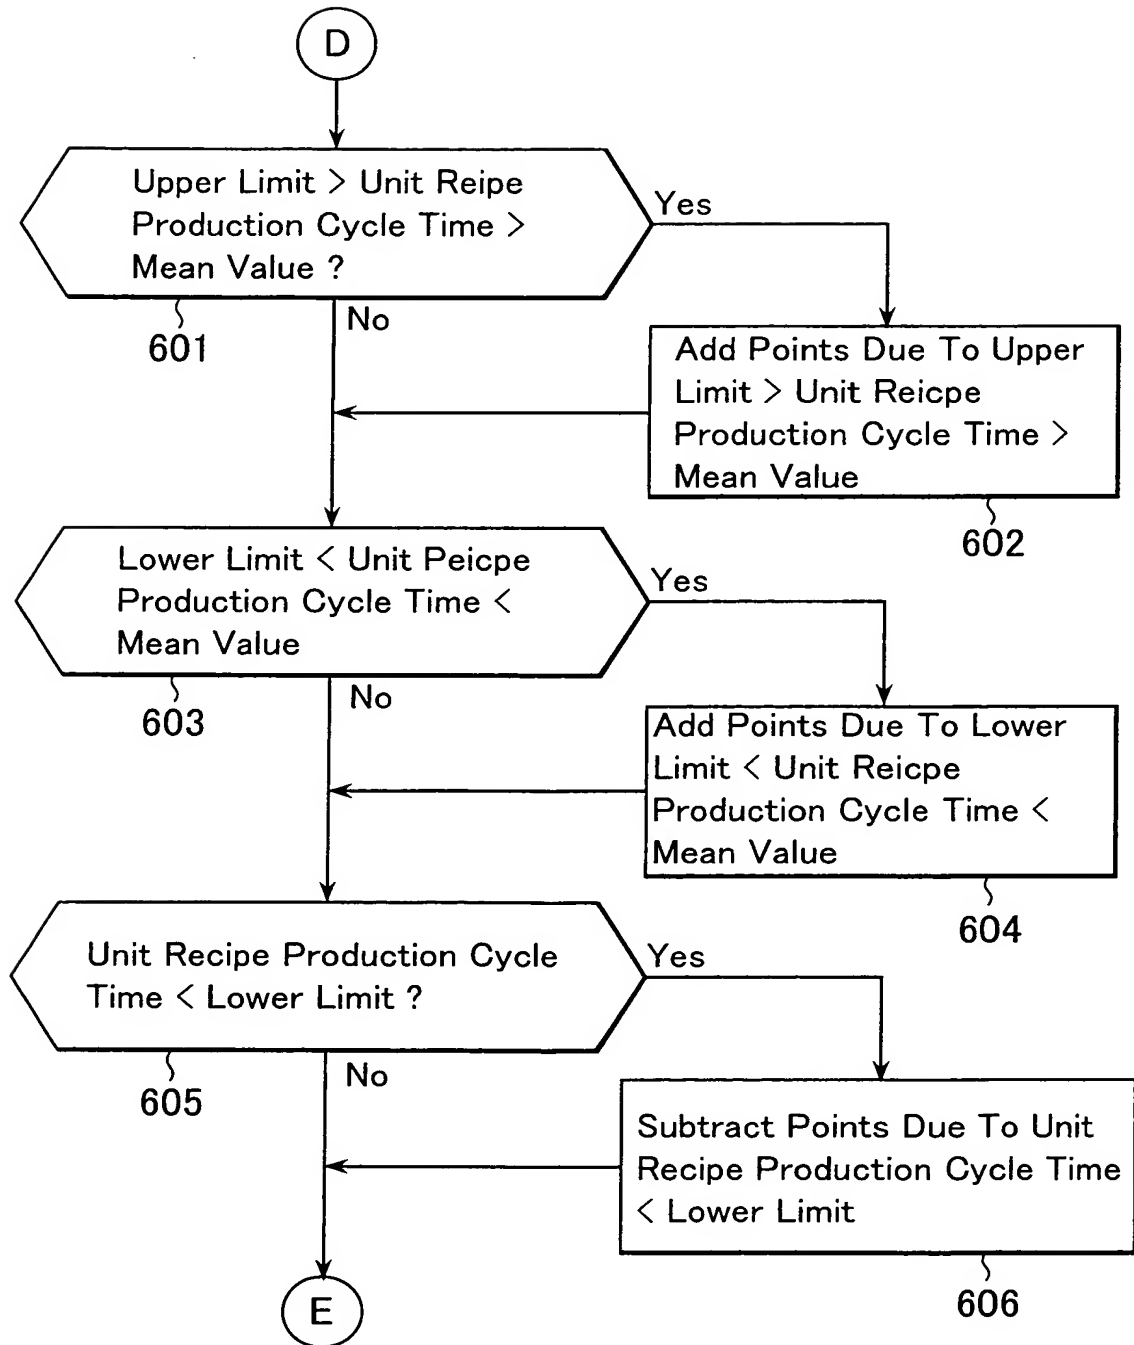 D
Upper Limit > Unit Reipe
Production Cycle Time >
Mean Value ?
Yes
No
601
Add Points Due To Upper
Limit > Unit Reicpe
Production Cycle Time >
Mean Value
602
Lower Limit < Unit Peicpe
Production Cycle Time <
Mean Value
Yes
No
603
Add Points Due To Lower
Limit < Unit Reicpe
Production Cycle Time <
Mean Value
604
Unit Recipe Production Cycle
Time < Lower Limit ?
Yes
No
605
Subtract Points Due To Unit
Recipe Production Cycle Time
< Lower Limit
606
E